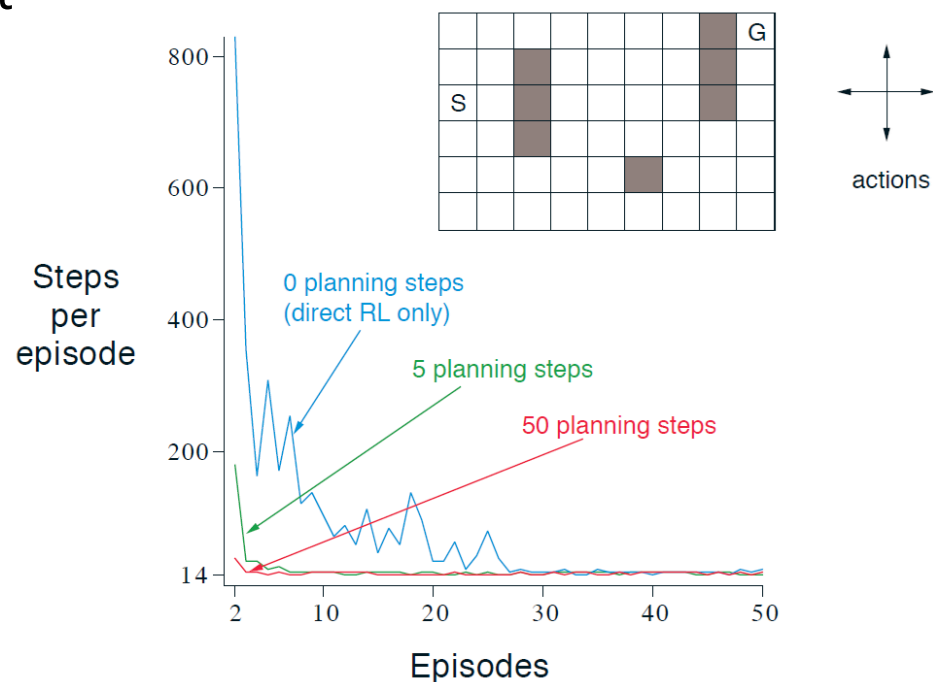 G
S
actions
800
600
400
200
14
Steps
per
episode
0 planning steps
(direct RL only)
5 planning steps
50 planning steps
2
10
20
30
40
50
Episodes